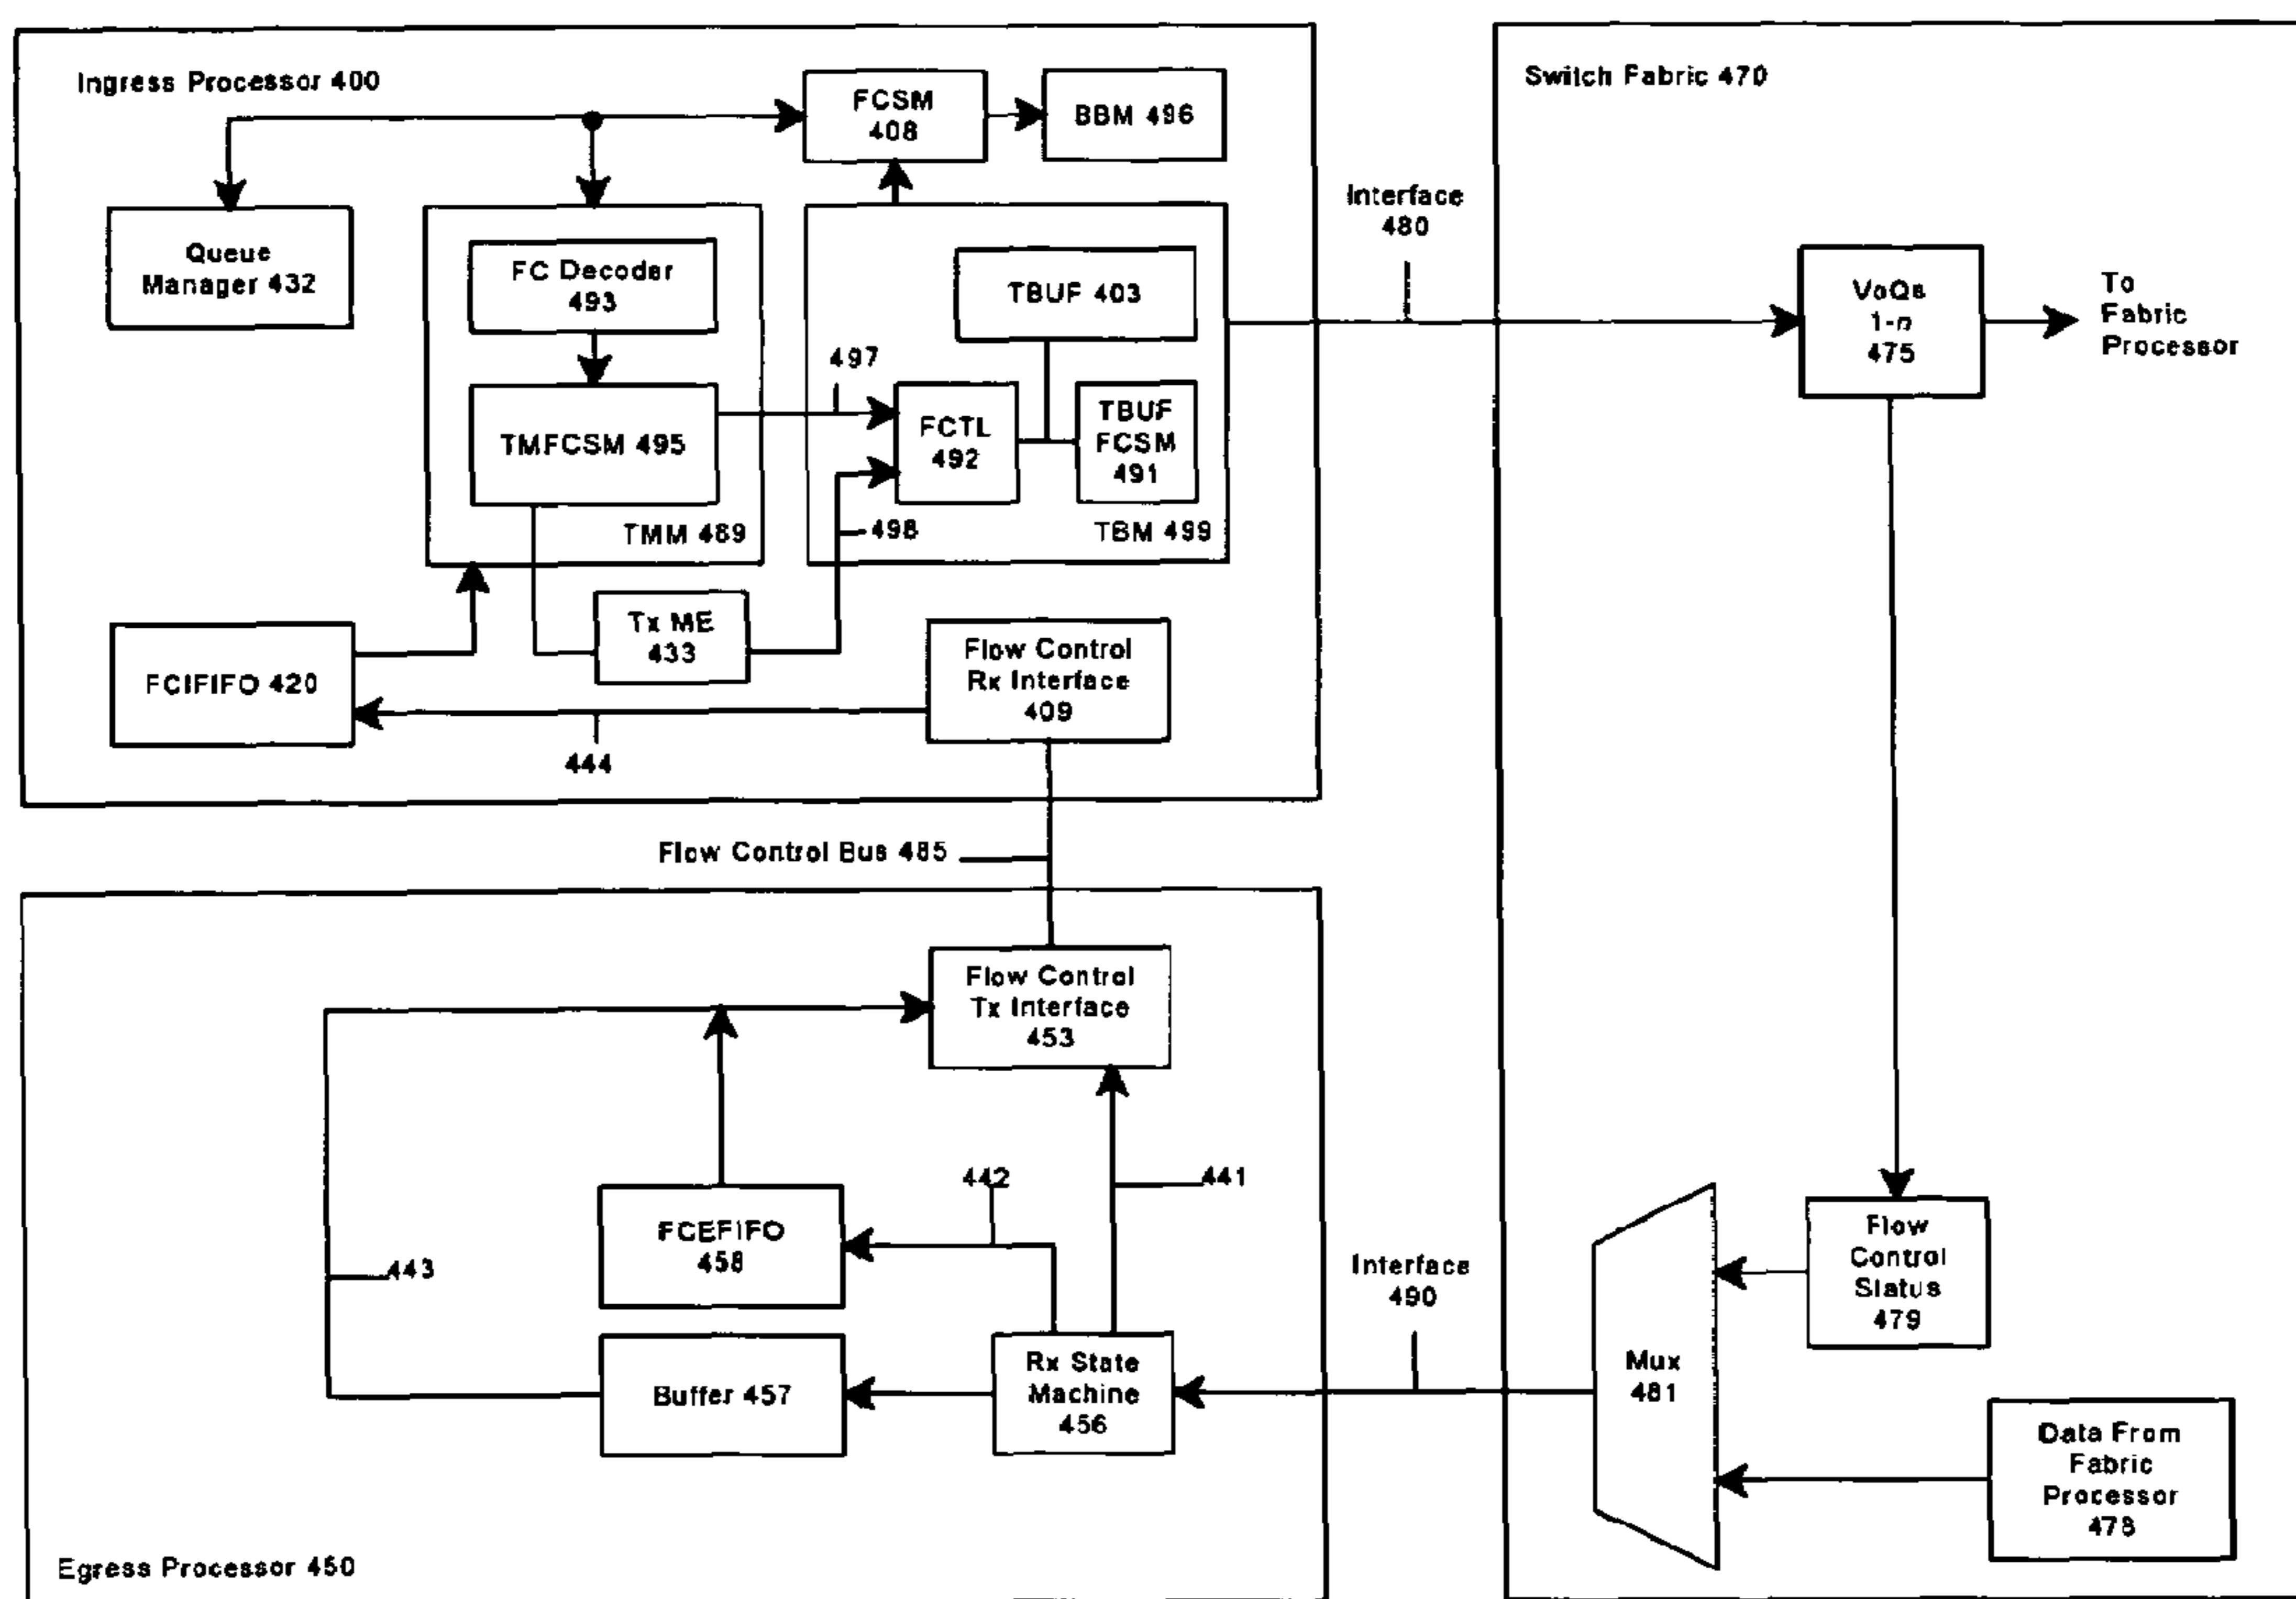 Ingress Processor 400
FCSM
408
BBM 496
Switch Fabric 470
Queue
Manager 432
FC Decoder
493
TBUF 403
Interface
480
VoQs
1-n
475
To
Fabric
Processor
497
TMFCSM 495
FCTL
492
TBUF
FCSM
491
TMM 489
498
TBM 499
FCIFIFO 420
Tx ME
433
Flow Control
Rx Interface
409
444
Flow Control Bus 485
Flow Control
Tx Interface
453
442
441
FCEFIFO
458
443
Interface
490
Flow
Control
Status
479
Buffer 457
Rx State
Machine
456
Mux
481
Data From
Fabric
Processor
478
Egress Processor 450